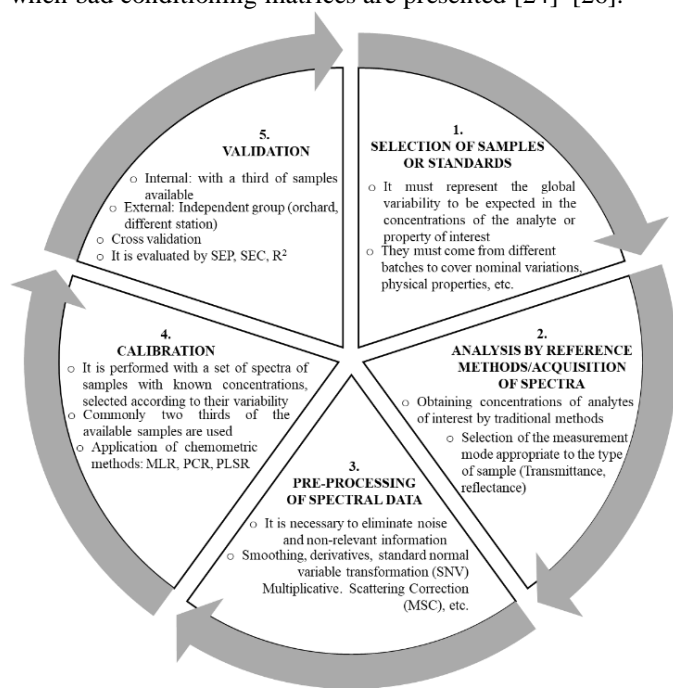 when bad conditioning matrices are presented [24]–[26].
1.
SELECTION OF SAMPLES
OR STANDARDS
o It must represent the global
variability to be expected in the
concentrations of the analyte or
property of interest
o They must come from different
batches to cover nominal variations,
physical properties, etc.
2.
ANALYSIS BY REFERENCE
METHODS/ACQUISITION
OF SPECTRA
o Obtaining concentrations of analytes
of interest by traditional methods
o Selection of the measurement
mode appropriate to the type
of sample (Transmittance,
reflectance)
3.
PRE-PROCESSING
OF SPECTRAL DATA
o It is necessary to eliminate noise
and non-relevant information
o Smoothing, derivatives, standard normal
variable transformation (SNV)
Multiplicative. Scattering Correction
(MSC), etc.
4.
CALIBRATION
o It is performed with a set of spectra of
samples with known concentrations,
selected according to their variability
o Commonly two thirds of the
available samples are used
o Application of chemometric
methods: MLR, PCR, PLSR
5.
VALIDATION
o Internal: with a third of samples
available
o External: Independent group (orchard,
different station)
o Cross validation
o It is evaluated by SEP, SEC, R²